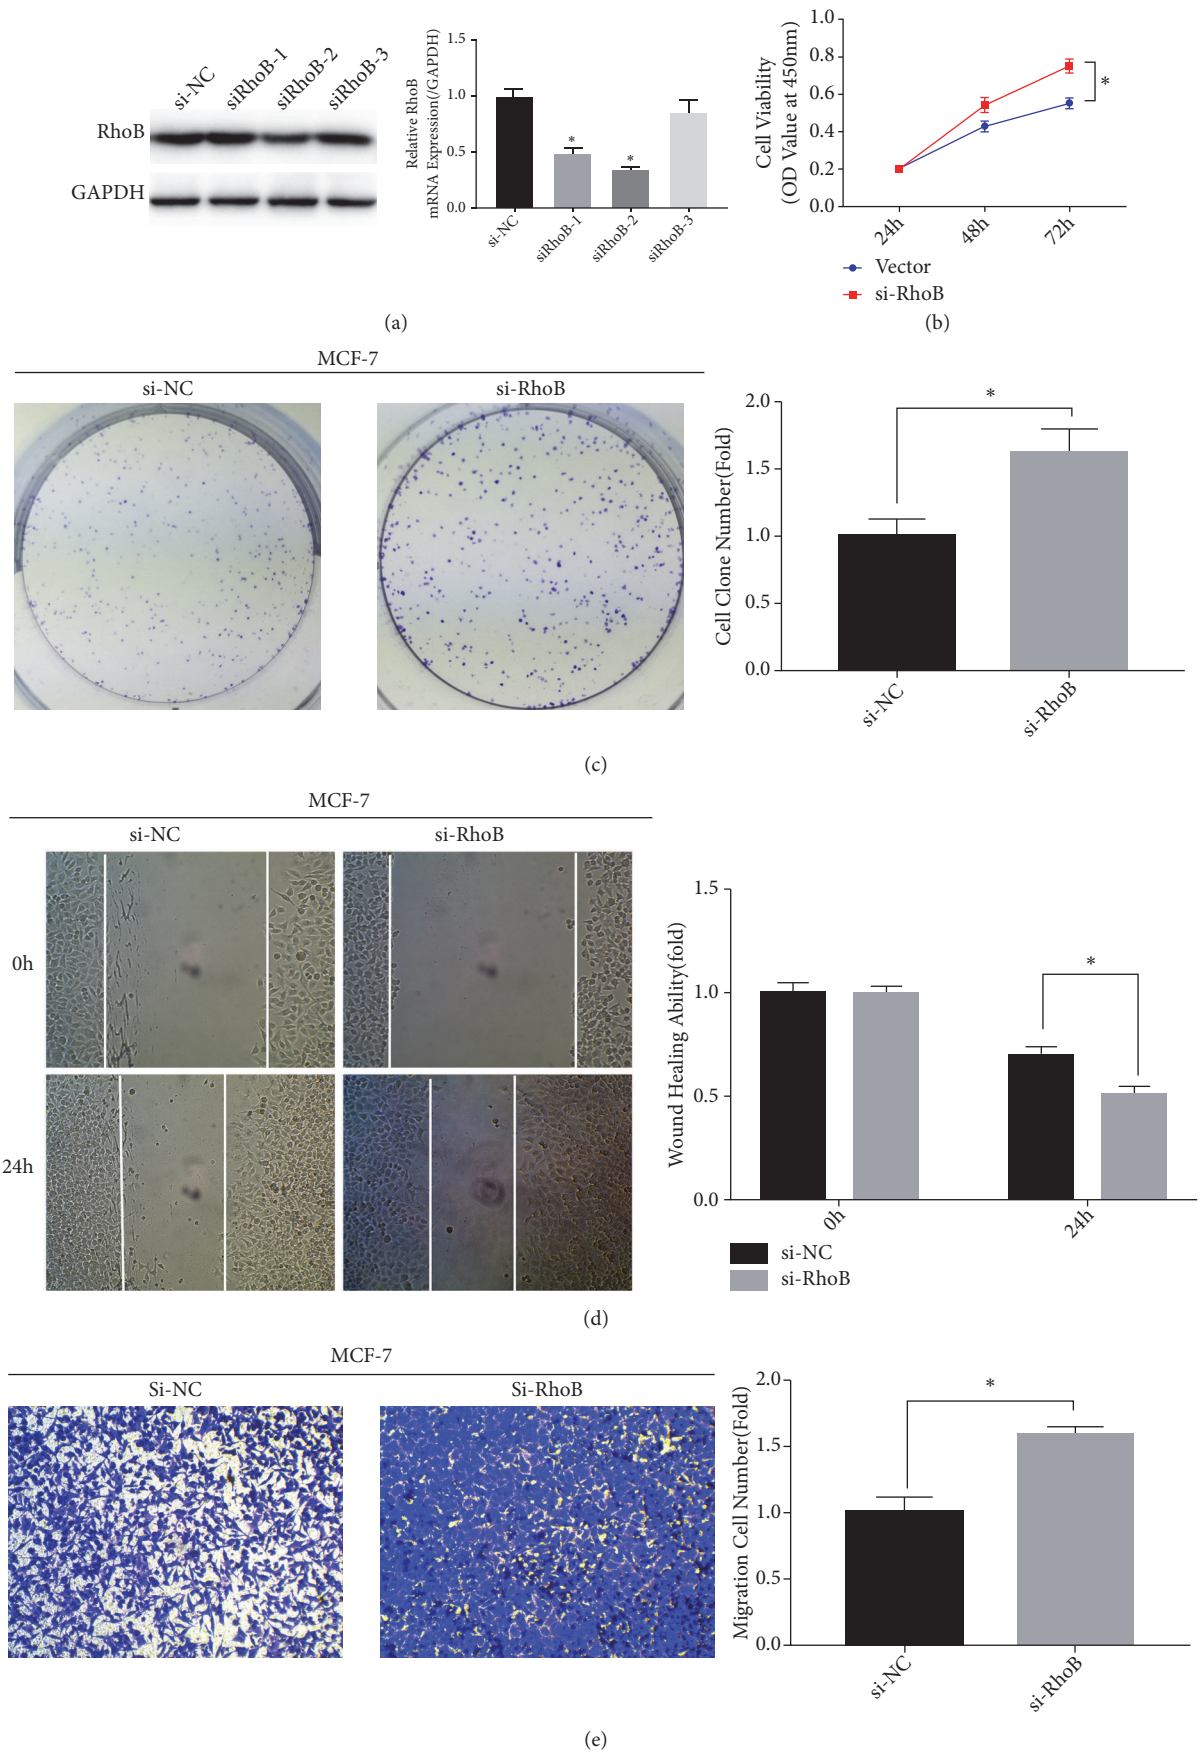 si-NC
siRhoB-1
siRhoB-2
siRhoB-3
RhoB
GAPDH
Relative RhoB
mRNA Expression(/GAPDH)
1.5
1.0
0.5
0.0
*
*
si-NC
siRhoB-1
siRhoB-2
siRhoB-3
Cell Viability
(OD Value at 450nm)
1.0
0.8
0.6
0.4
0.2
0.0
*
24h
48h
72h
Vector
si-RhoB
(a)
(b)
MCF-7
si-NC
si-RhoB
Cell Clone Number(Fold)
2.0
1.5
1.0
0.5
0.0
*
si-NC
si-RhoB
(c)
MCF-7
si-NC
si-RhoB
0h
24h
Wound Healing Ability(fold)
1.5
1.0
0.5
0.0
*
0h
24h
si-NC
si-RhoB
(d)
MCF-7
Si-NC
Si-RhoB
Migration Cell Number(Fold)
2.0
1.5
1.0
0.5
0.0
*
si-NC
si-RhoB
(e)